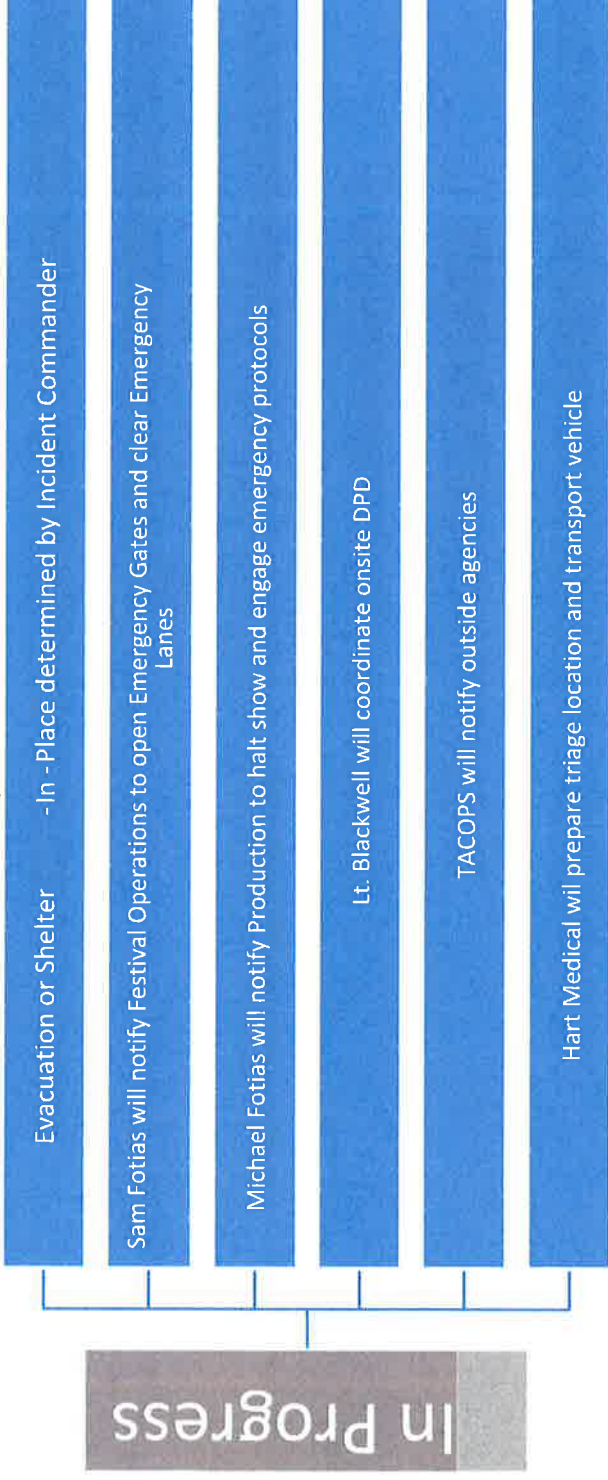 In Progress
Evacuation or Shelter -In - Place determined by Incident Commander
Sam Fotias will notify Festival Operations to open Emergency Gates and clear Emergency
Lanes
Michael Fotias will notify Production to halt show and engage emergency protocols
Lt. Blackwell will coordinate onsite DPD
TACOPS will notify outside agencies
Hart Medical wil prepare triage location and transport vehicle